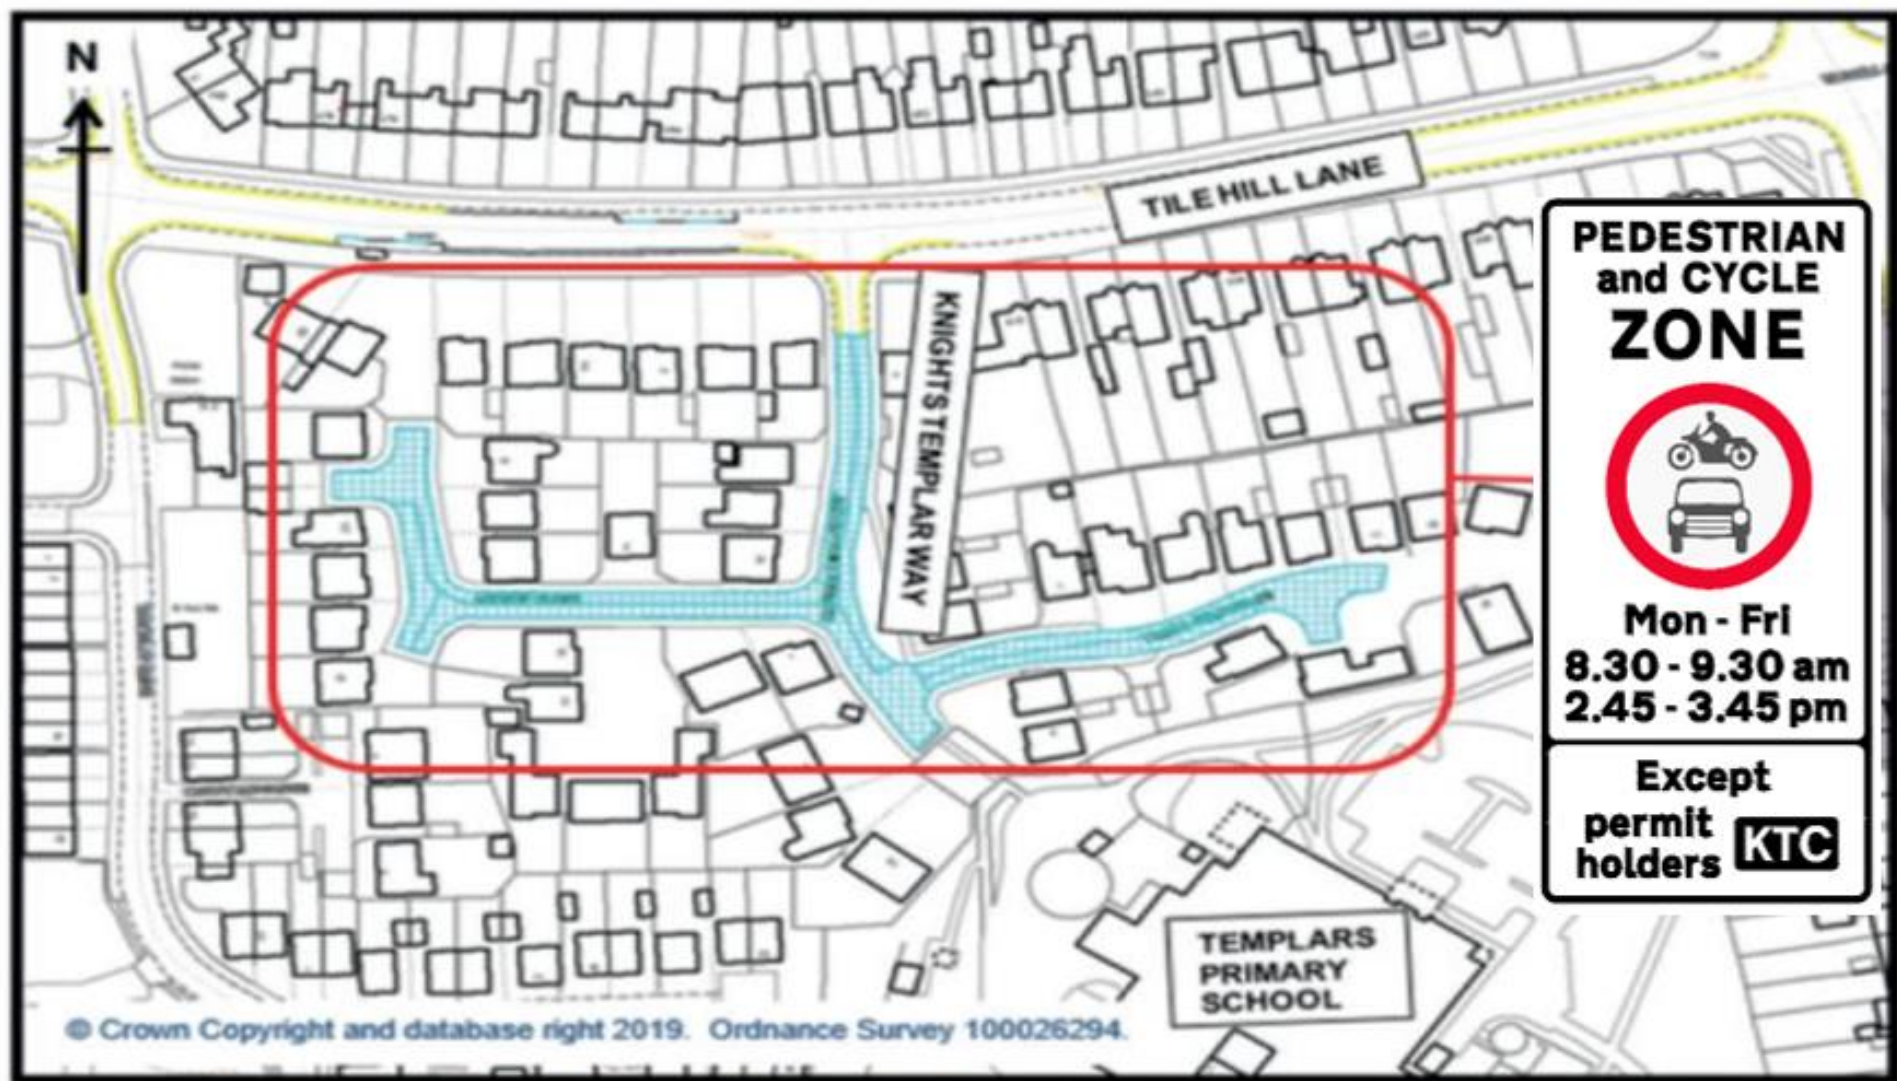 N
TILE HILL LANE
KNIGHTS TEMPLAR WAY
PEDESTRIAN
and CYCLE
ZONE
Mon - Fri
8.30 - 9.30 am
2.45 - 3.45 pm
Except
permit
holders KTC
TEMPLARS
PRIMARY
SCHOOL
© Crown Copyright and database right 2019. Ordnance Survey 100026294.